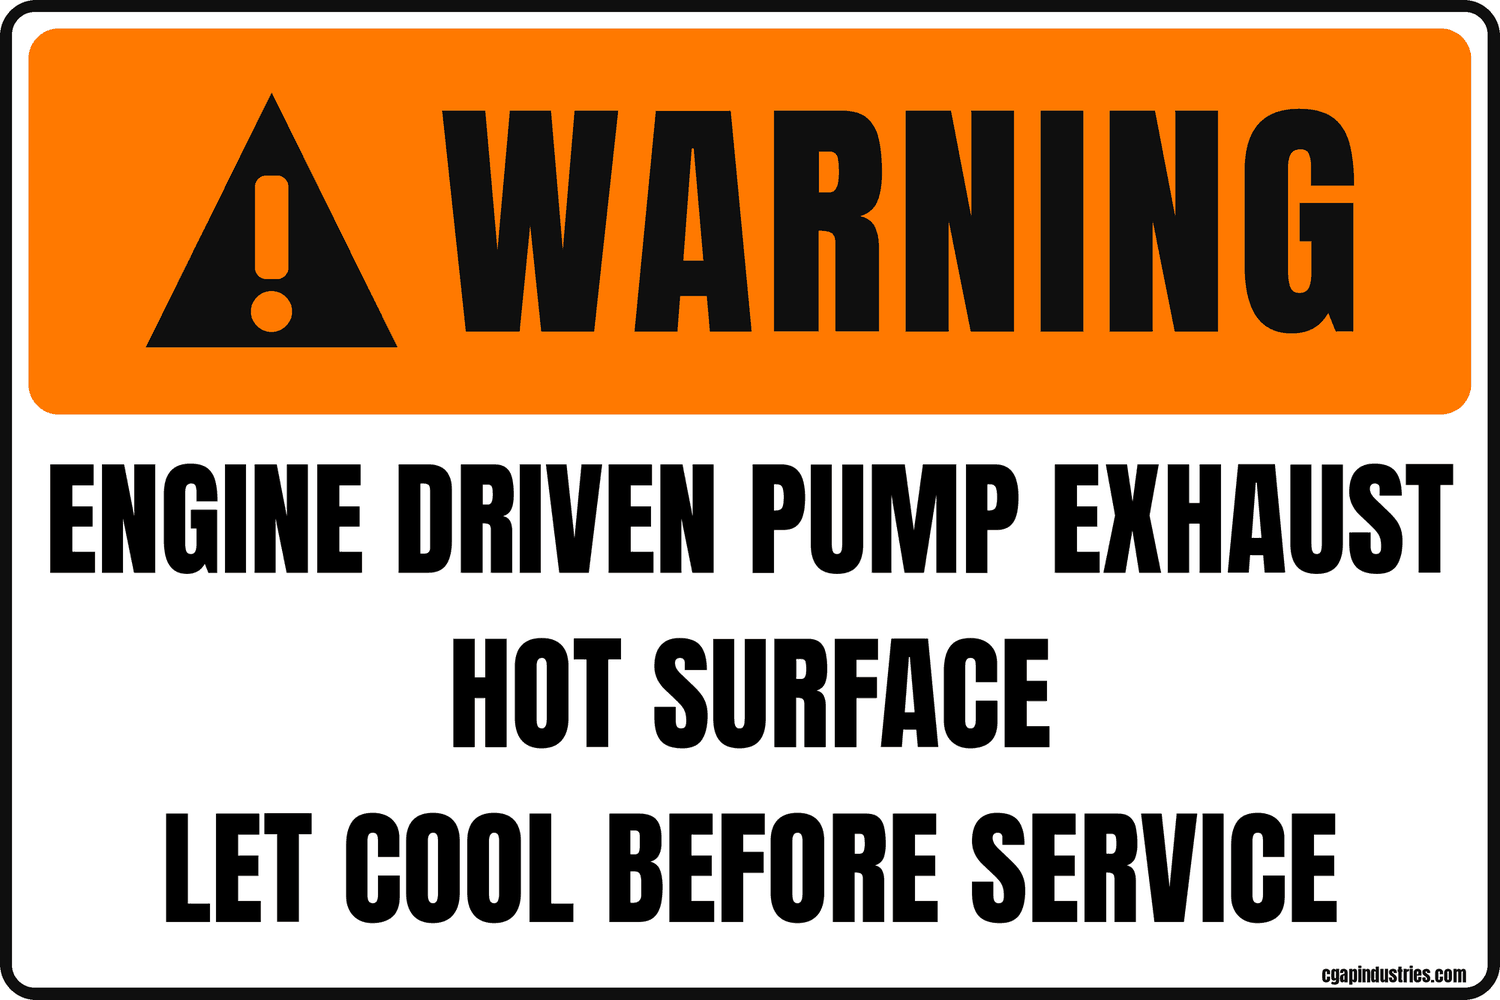 WARNING
ENGINE DRIVEN PUMP EXHAUST
HOT SURFACE
LET COOL BEFORE SERVICE
cgapindustries.com